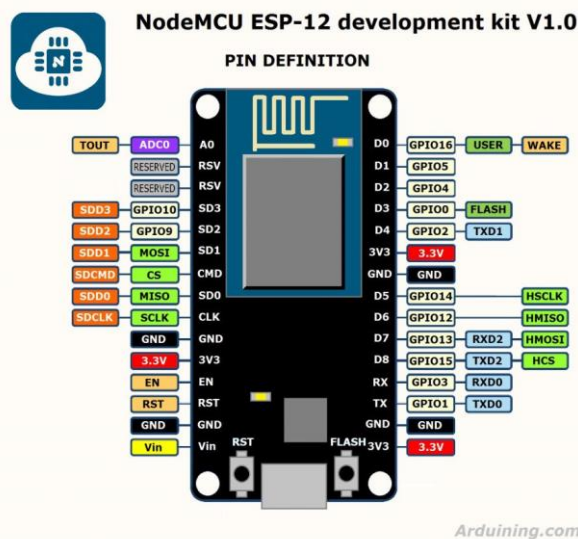 NodeMCU ESP-12 development kit V1.0
PIN DEFINITION
TOUT ADC0 A0 D0 GPIO16 USER WAKE
RESERVED RSV D1 GPIO5
RESERVED RSV D2 GPIO4
SDD3 GPIO10 SD3 D3 GPIO0 FLASH
SDD2 GPIO9 SD2 D4 GPIO2 TXD1
SDD1 MOSI SD1 3V3 3.3V
SDCMD CS CMD GND GND
SDD0 MISO SD0 D5 GPIO14 HSCLK
SDCLK SCLK CLK D6 GPIO12 HMISO
GND GND D7 GPIO13 RXD2 HMOSI
3.3V 3V3 D8 GPIO15 TXD2 HCS
EN EN RX GPIO3 RXD0
RST RST TX GPIO1 TXD0
GND GND GND GND
Vin Vin RST FLASH 3V3 3.3V
Arduining.com